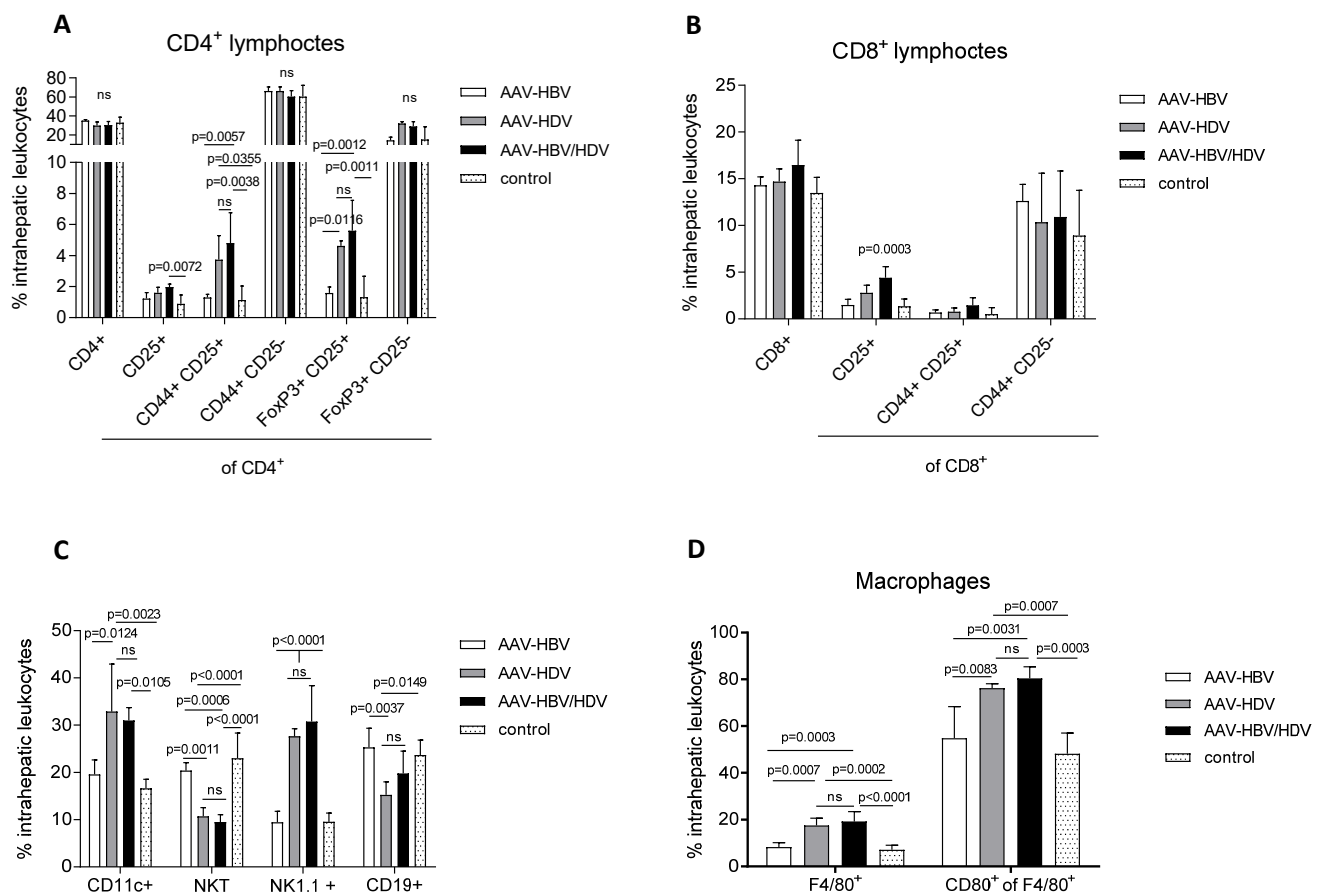 A
CD4⁺ lymphoctes
% intrahepatic leukocytes
80
60
40
20
10
8
6
4
2
0
ns
p=0.0072
p=0.0057
p=0.0355
p=0.0038
ns
ns
p=0.0012
p=0.0011
ns
p=0.0116
ns
CD4+
CD25+
CD44+ CD25+
CD44+ CD25-
FoxP3+ CD25+
FoxP3+ CD25-
of CD4⁺
AAV-HBV
AAV-HDV
AAV-HBV/HDV
control
B
CD8⁺ lymphoctes
% intrahepatic leukocytes
25
20
15
10
5
0
p=0.0003
CD8+
CD25+
CD44+ CD25+
CD44+ CD25-
of CD8⁺
AAV-HBV
AAV-HDV
AAV-HBV/HDV
control
C
% intrahepatic leukocytes
50
40
30
20
10
0
p=0.0023
p=0.0124
ns
p=0.0105
p<0.0001
p=0.0006
p<0.0001
p=0.0011
ns
p<0.0001
ns
p=0.0149
p=0.0037
ns
CD11c+
NKT
NK1.1 +
CD19+
AAV-HBV
AAV-HDV
AAV-HBV/HDV
control
D
Macrophages
% intrahepatic leukocytes
100
80
60
40
20
0
p=0.0003
p=0.0007
p=0.0002
ns
p<0.0001
p=0.0007
p=0.0031
ns
p=0.0003
p=0.0083
F4/80⁺
CD80⁺ of F4/80⁺
AAV-HBV
AAV-HDV
AAV-HBV/HDV
control